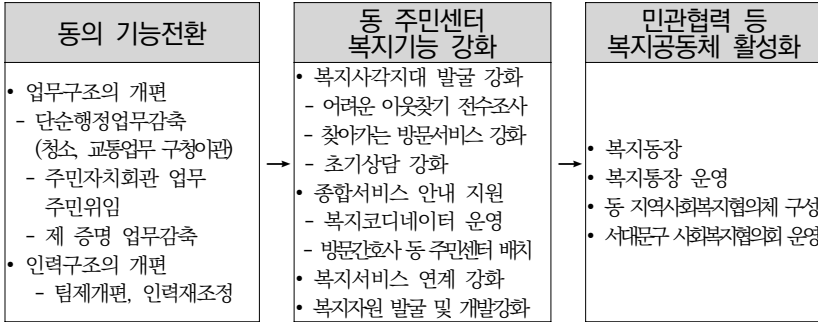 동의 기능전환
• 업무구조의 개편
- 단순행정업무감축
(청소, 교통업무 구청이관)
- 주민자치회관 업무
주민위임
- 제 증명 업무감축
• 인력구조의 개편
- 팀제개편, 인력재조정
→
동 주민센터
복지기능 강화
• 복지사각지대 발굴 강화
- 어려운 이웃찾기 전수조사
- 찾아가는 방문서비스 강화
- 초기상담 강화
• 종합서비스 안내 지원
- 복지코디네이터 운영
- 방문간호사 동 주민센터 배치
• 복지서비스 연계 강화
• 복지자원 발굴 및 개발강화
→
민관협력 등
복지공동체 활성화
• 복지동장
• 복지통장 운영
• 동 지역사회복지협의체 구성
• 서대문구 사회복지협의회 운영